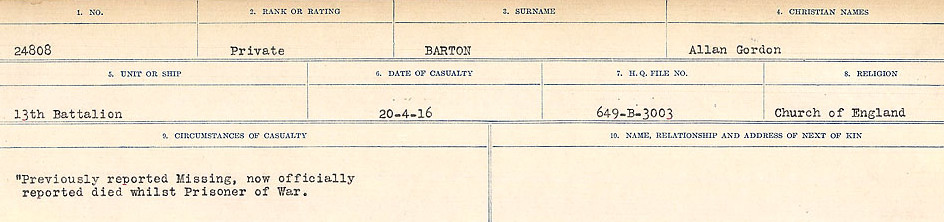 1. NO. 2. RANK OR RATING 3. SURNAME 4. CHRISTIAN NAMES
24808 Private BARTON Allan Gordon
5. UNIT OR SHIP 6. DATE OF CASUALTY 7. H. Q. FILE NO. 8. RELIGION
13th Battalion 20-4-16 649-B-3003 Church of England
9. CIRCUMSTANCES OF CASUALTY 10. NAME, RELATIONSHIP AND ADDRESS OF NEXT OF KIN
"Previously reported Missing, now officially
reported died whilst Prisoner of War.